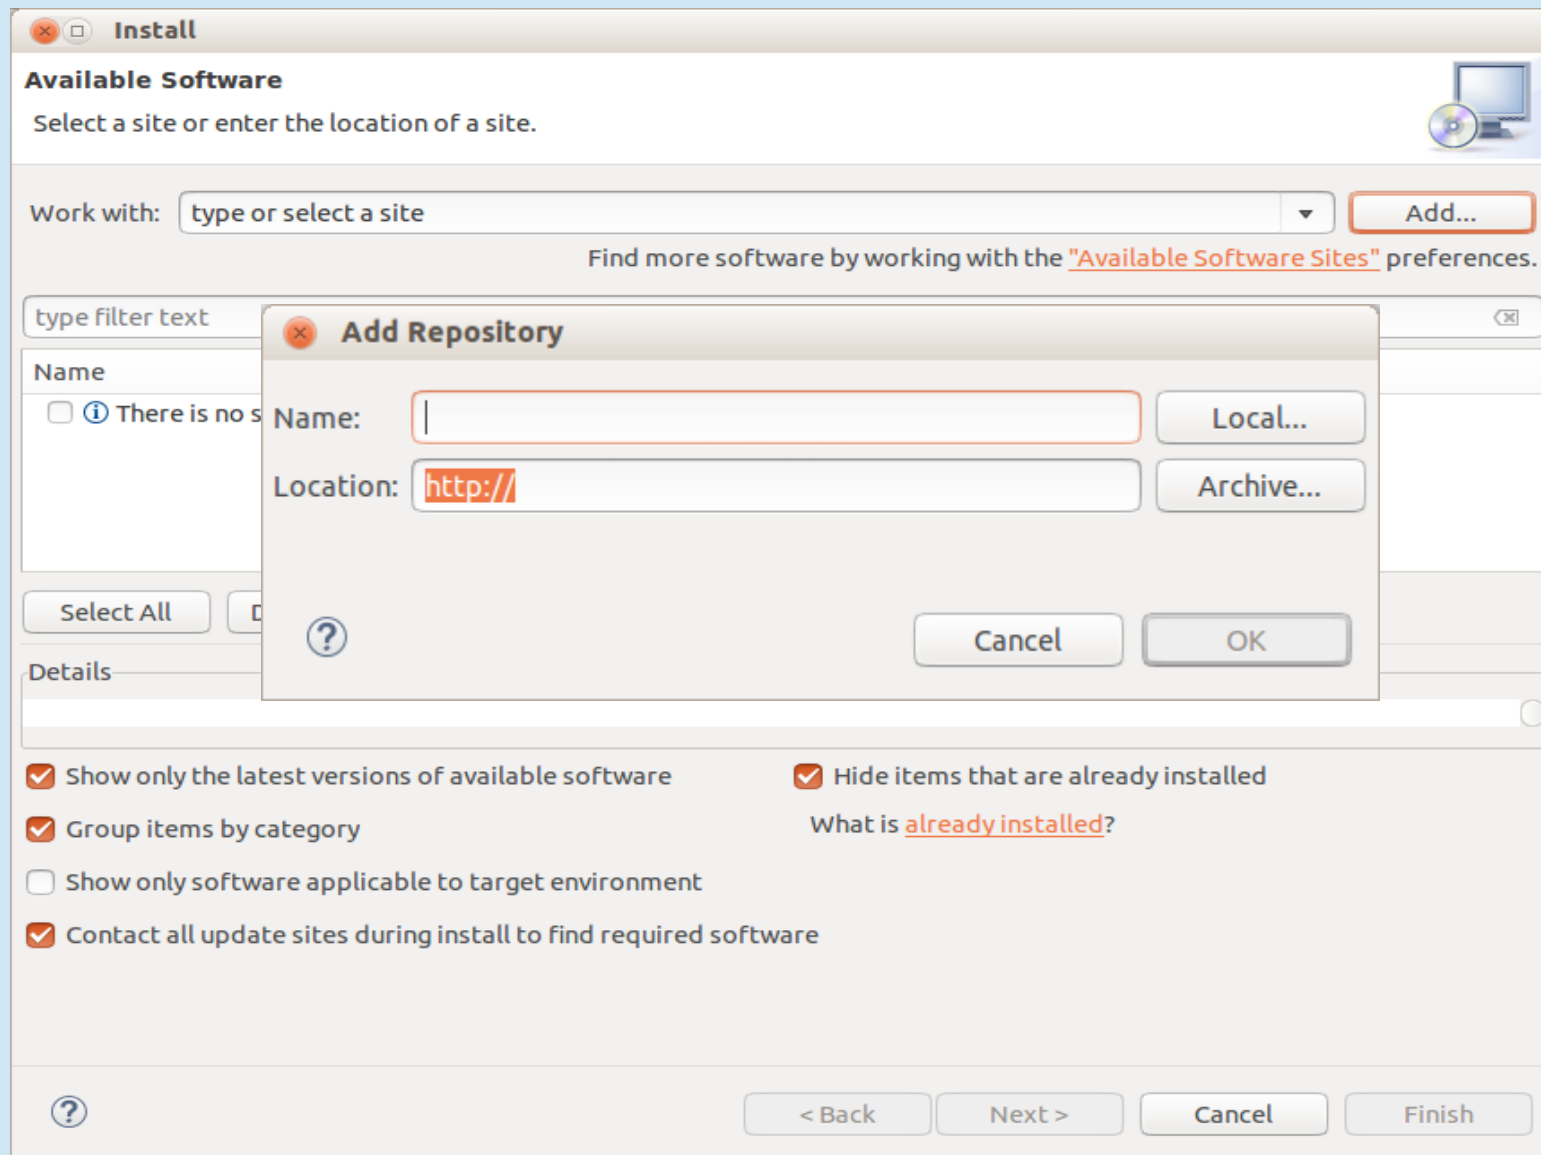 Install
Available Software
Select a site or enter the location of a site.
Work with: type or select a site Add...
Find more software by working with the "Available Software Sites" preferences.
type filter text
Add Repository
Name
There is no s
Name: Local...
Location: http:// Archive...
Select All D
Cancel OK
Details
Show only the latest versions of available software Hide items that are already installed
Group items by category What is already installed?
Show only software applicable to target environment
Contact all update sites during install to find required software
< Back Next > Cancel Finish